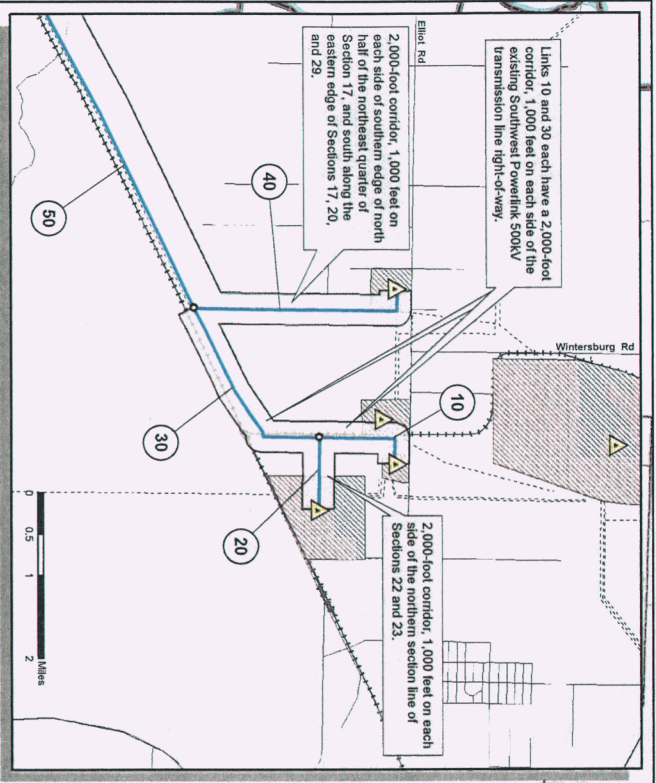 Links 10 and 30 each have a 2,000-foot
corridor, 1,000 feet on each side of the
existing Southwest Powerlink 500kV
transmission line right-of-way.
Elliot Rd
2,000-foot corridor, 1,000 feet on
each side of southern edge of north
half of the northeast quarter of
Section 17, and south along the
eastern edge of Sections 17, 20,
and 29.
Wintersburg Rd
40
50
10
30
20
2,000-foot corridor, 1,000 feet on each
side of the northern section line of
Sections 22 and 23.
0 0.5 1 2
Miles